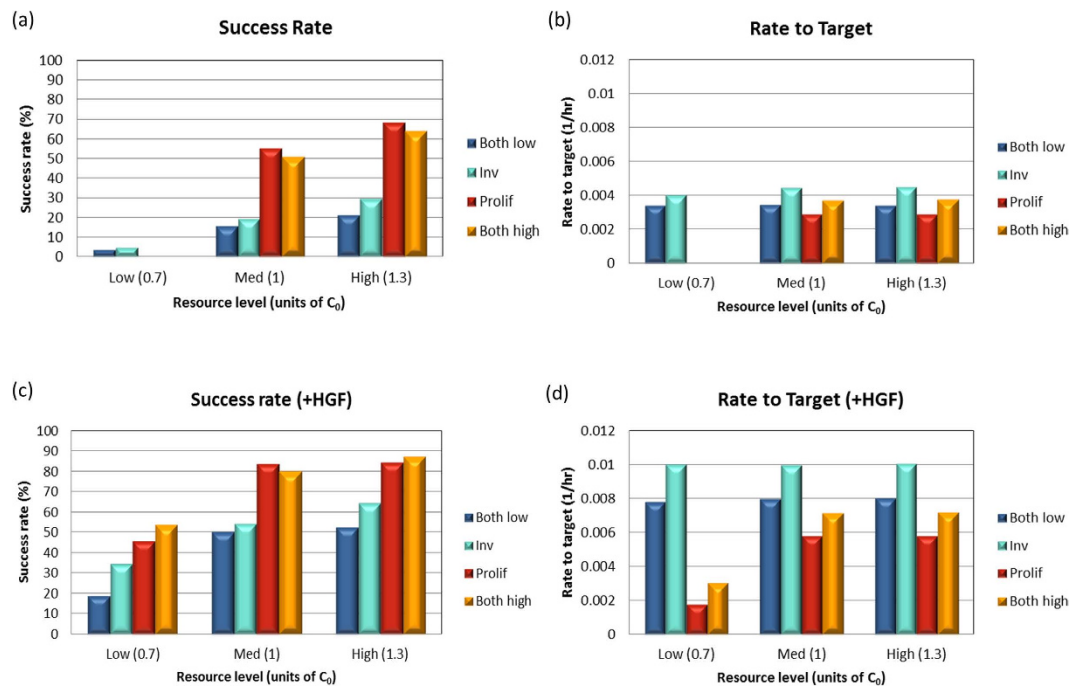 (a)
Success Rate
100
90
80
70
60
50
40
30
20
10
0
Success rate (%)
Low (0.7)
Med (1)
High (1.3)
Resource level (units of C₀)
Both low
Inv
Prolif
Both high
(b)
Rate to Target
0.012
0.01
0.008
0.006
0.004
0.002
0
Rate to target (1/hr)
Low (0.7)
Med (1)
High (1.3)
Resource level (units of C₀)
Both low
Inv
Prolif
Both high
(c)
Success rate (+HGF)
100
90
80
70
60
50
40
30
20
10
0
Success rate (%)
Low (0.7)
Med (1)
High (1.3)
Resource level (units of C₀)
Both low
Inv
Prolif
Both high
(d)
Rate to Target (+HGF)
0.012
0.01
0.008
0.006
0.004
0.002
0
Rate to target (1/hr)
Low (0.7)
Med (1)
High (1.3)
Resource level (units of C₀)
Both low
Inv
Prolif
Both high